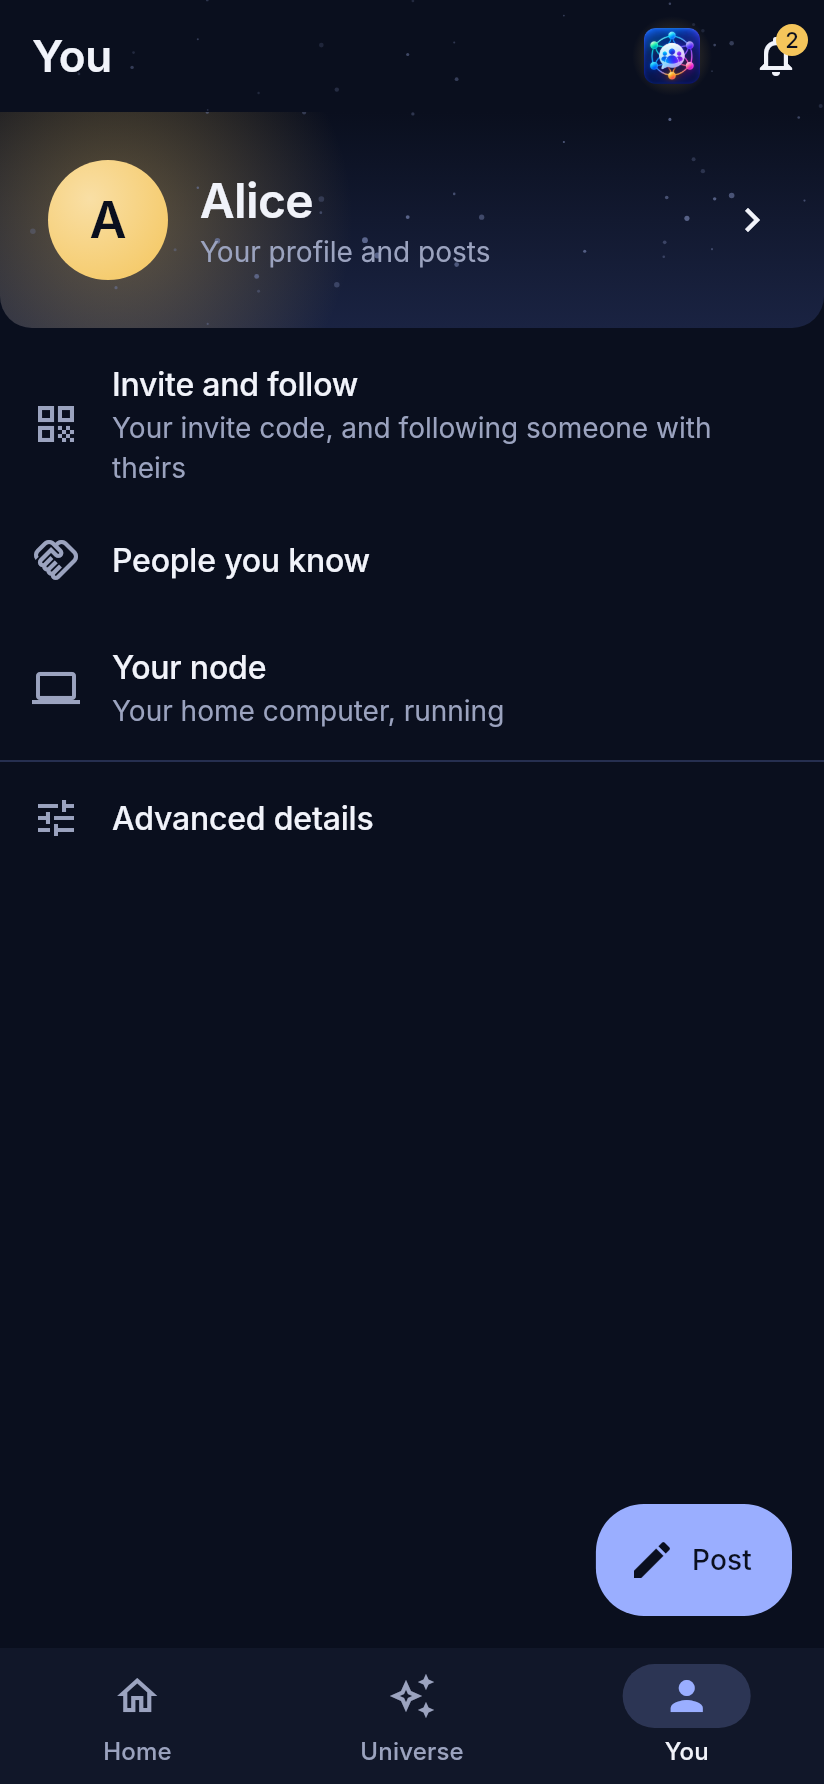 You
2
A
Alice
Your profile and posts
Invite and follow
Your invite code, and following someone with
theirs
People you know
Your node
Your home computer, running
Advanced details
Post
Home
Universe
You